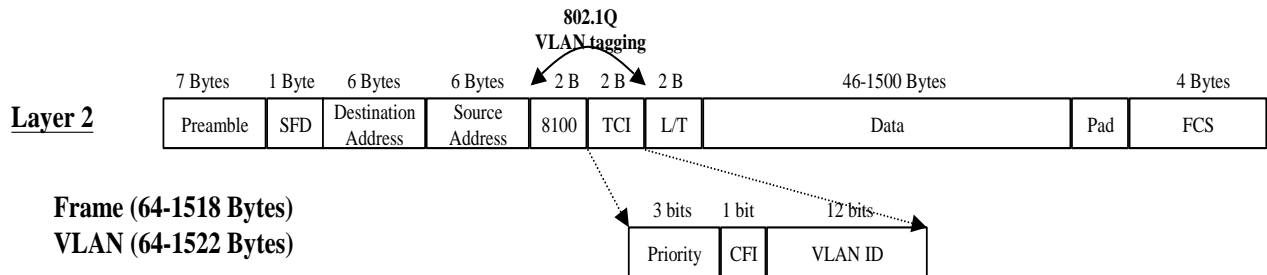 802.1Q
VLAN tagging
7 Bytes 1 Byte 6 Bytes 6 Bytes 2 B 2 B 2 B 46-1500 Bytes 4 Bytes
Layer 2
Preamble SFD Destination Address Source Address 8100 TCI L/T Data Pad FCS
Frame (64-1518 Bytes)
VLAN (64-1522 Bytes)
3 bits 1 bit 12 bits
Priority CFI VLAN ID